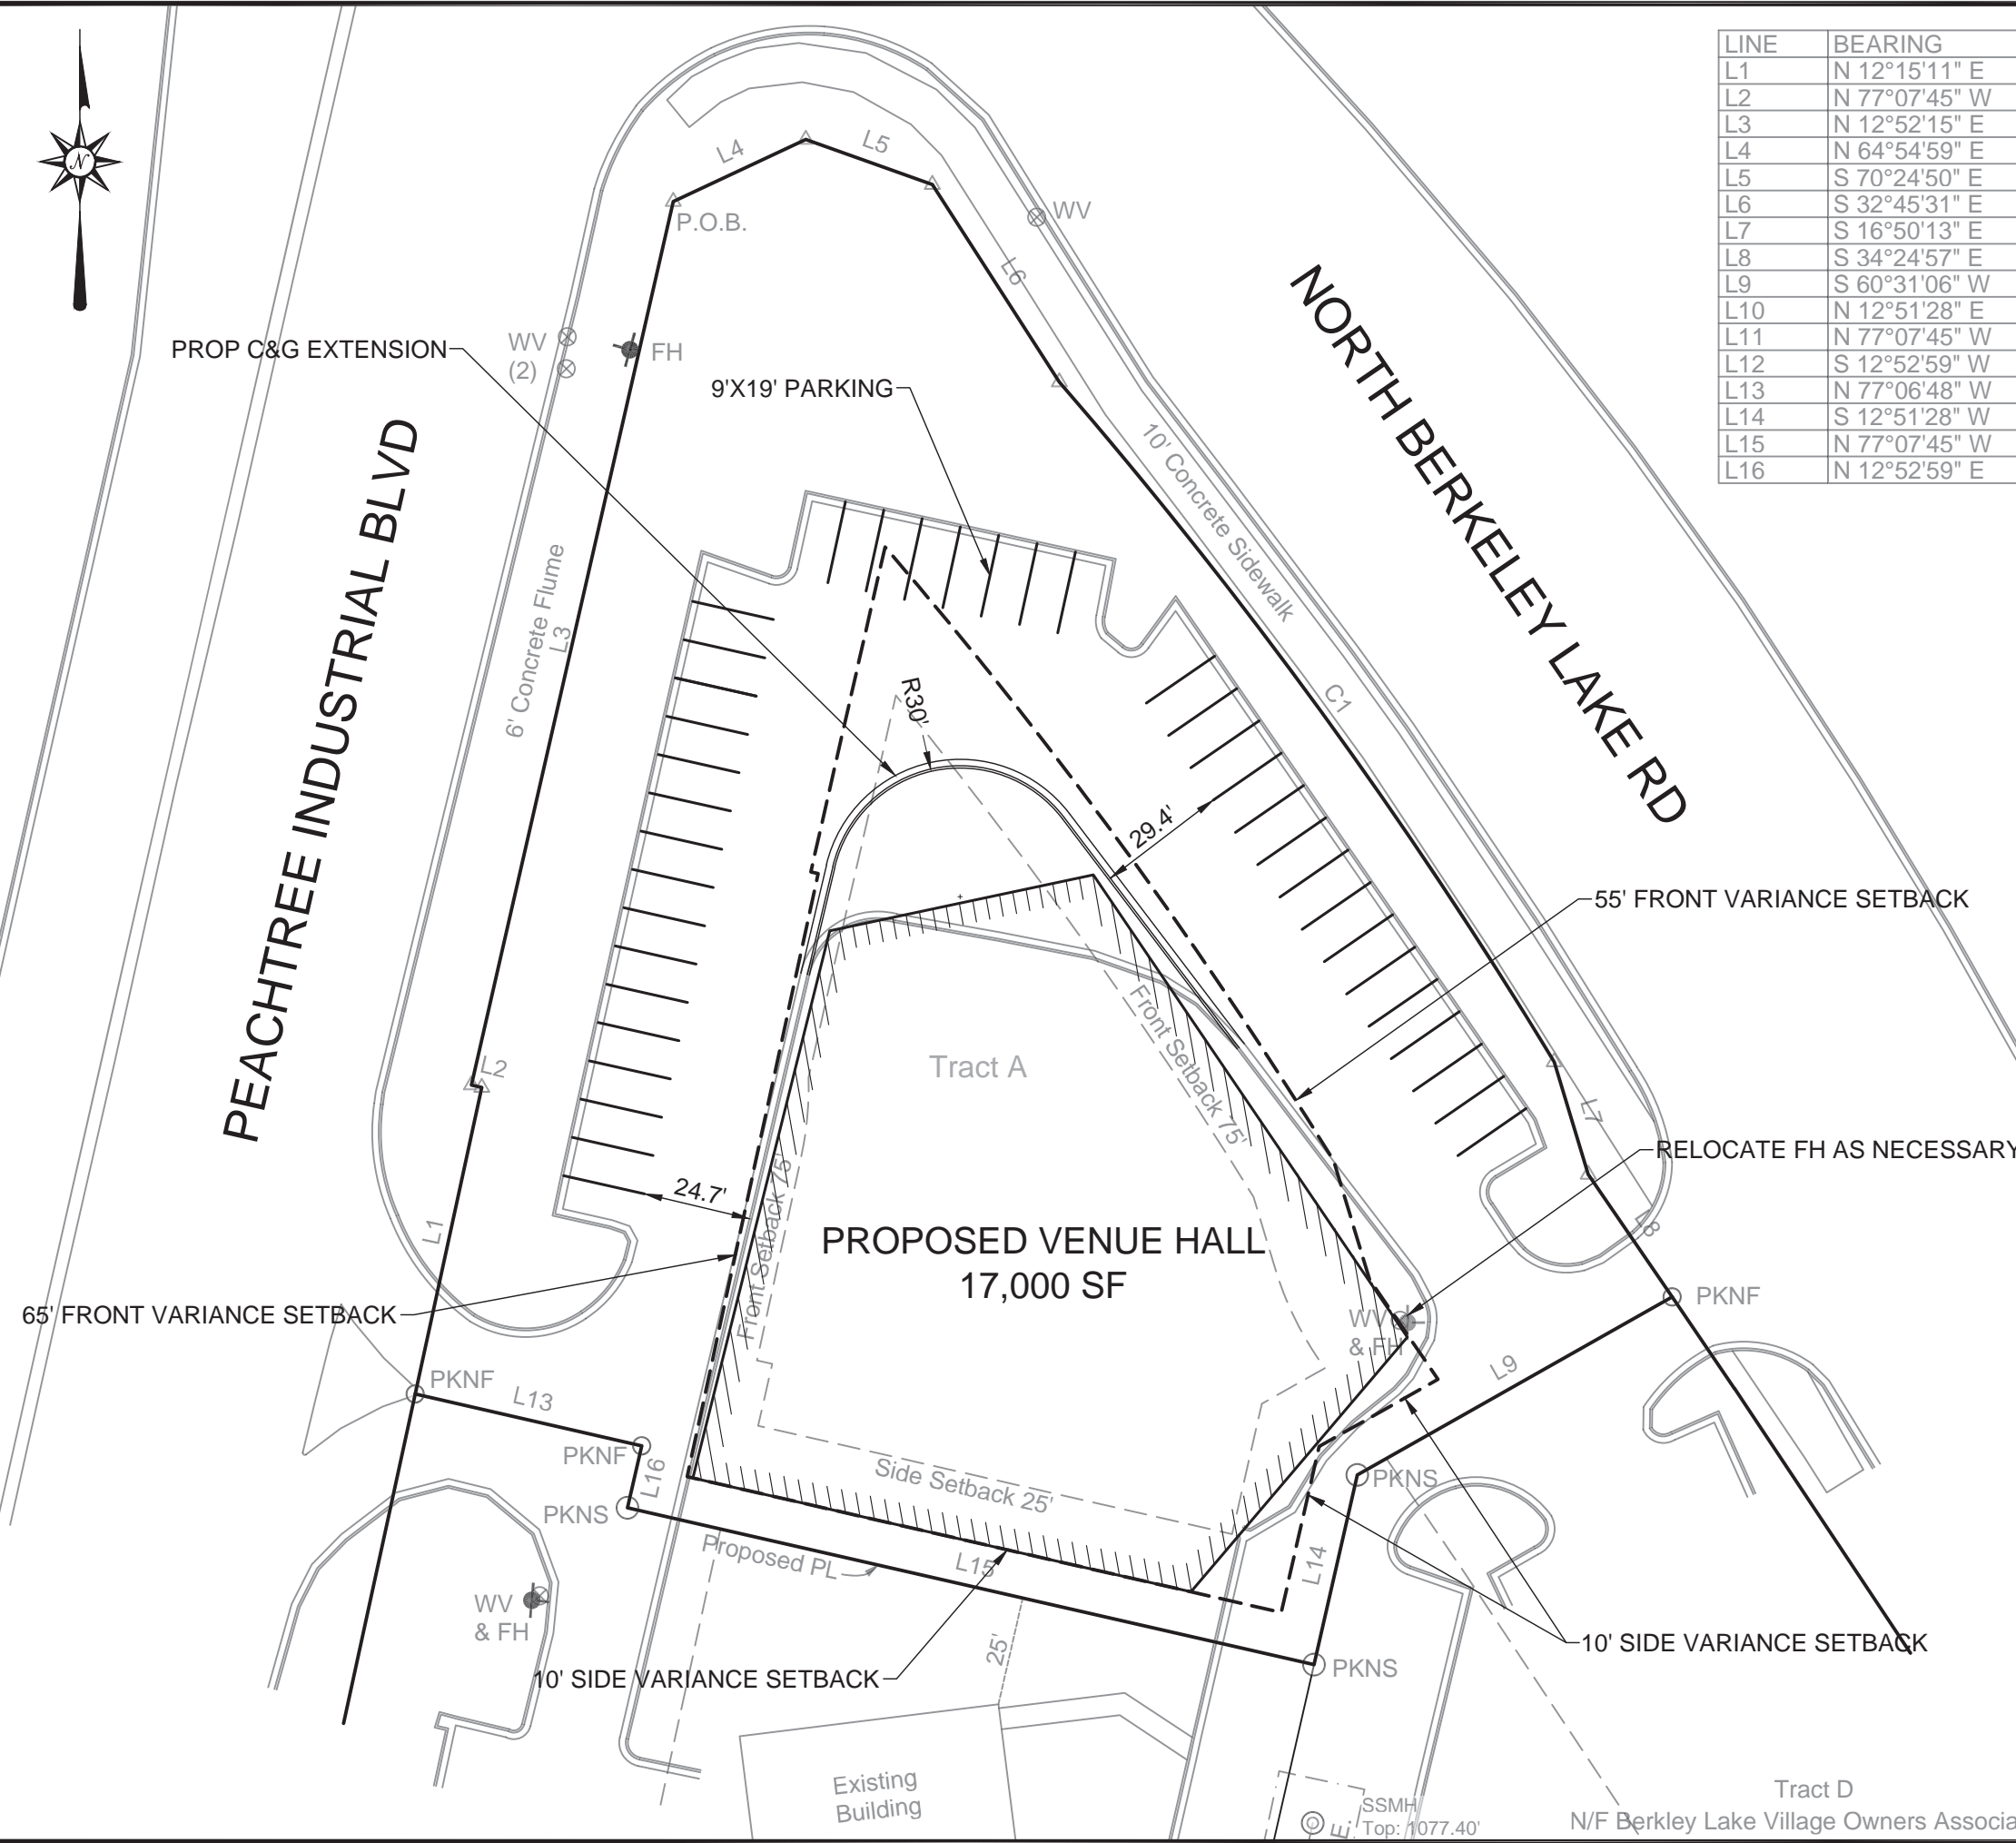 LINE BEARING
L1 N 12°15'11" E
L2 N 77°07'45" W
L3 N 12°52'15" E
L4 N 64°54'59" E
L5 S 70°24'50" E
L6 S 32°45'31" E
L7 S 16°50'13" E
L8 S 34°24'57" E
L9 S 60°31'06" W
L10 N 12°51'28" E
L11 N 77°07'45" W
L12 S 12°52'59" W
L13 N 77°06'48" W
L14 S 12°51'28" W
L15 N 77°07'45" W
L16 N 12°52'59" E
N
L4
L5
P.O.B.
WV
L6
PROP C&G EXTENSION
WV
(2)
FH
9'X19' PARKING
NORTH BERKELEY LAKE RD
PEACHTREE INDUSTRIAL BLVD
10' Concrete Sidewalk
6' Concrete Flume
L3
C1
R30'
29.4'
55' FRONT VARIANCE SETBACK
Front Setback 75'
Tract A
L2
L7
RELOCATE FH AS NECESSARY
24.7'
Front Setback 75'
L1
L8
PROPOSED VENUE HALL
17,000 SF
65' FRONT VARIANCE SETBACK
WV
& FH
PKNF
PKNF
L13
L9
PKNF
L16
Side Setback 25'
PKNS
PKNS
Proposed PL
L15
L14
WV
& FH
25'
10' SIDE VARIANCE SETBACK
10' SIDE VARIANCE SETBACK
PKNS
Existing
Building
SSMH
Top: 1077.40'
E
Tract D
N/F Berkley Lake Village Owners Associa